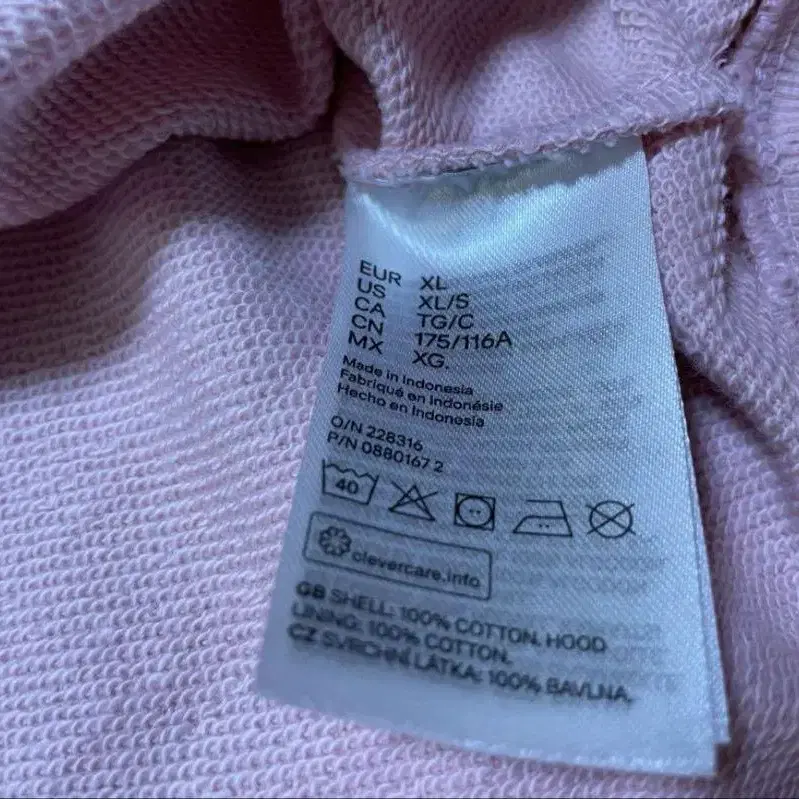 EUR XL
US XL/S
CA TG/C
CN 175/116A
MX XG.
Made in Indonesia
Fabriqué en Indonésie
Hecho en Indonesia
O/N 228316
P/N 0880167 2
40
clevercare.info
GB SHELL: 100% COTTON. HOOD
LINING: 100% COTTON.
CZ SVRCHNÍ LÁTKA: 100% BAVLNA.